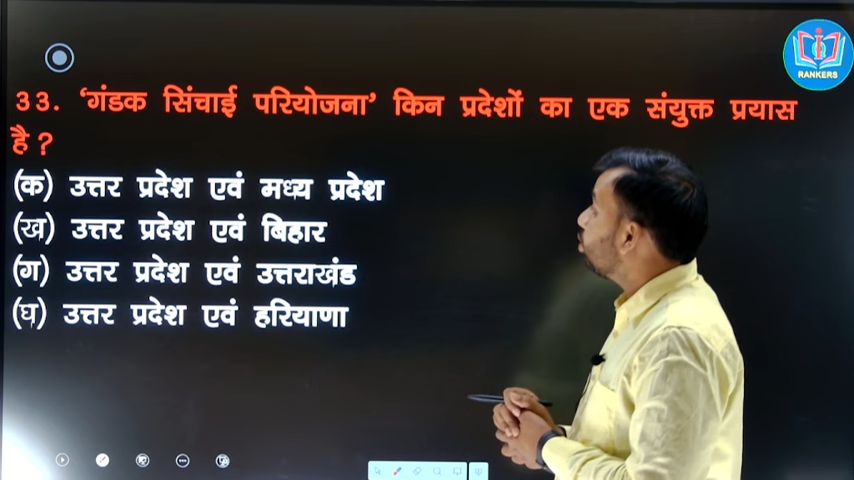 RANKERS
33. ‘गंडक सिंचाई परियोजना’ किन प्रदेशों का एक संयुक्त प्रयास
है?
(क) उत्तर प्रदेश एवं मध्य प्रदेश
(ख) उत्तर प्रदेश एवं बिहार
(ग) उत्तर प्रदेश एवं उत्तराखंड
(घ) उत्तर प्रदेश एवं हरियाणा